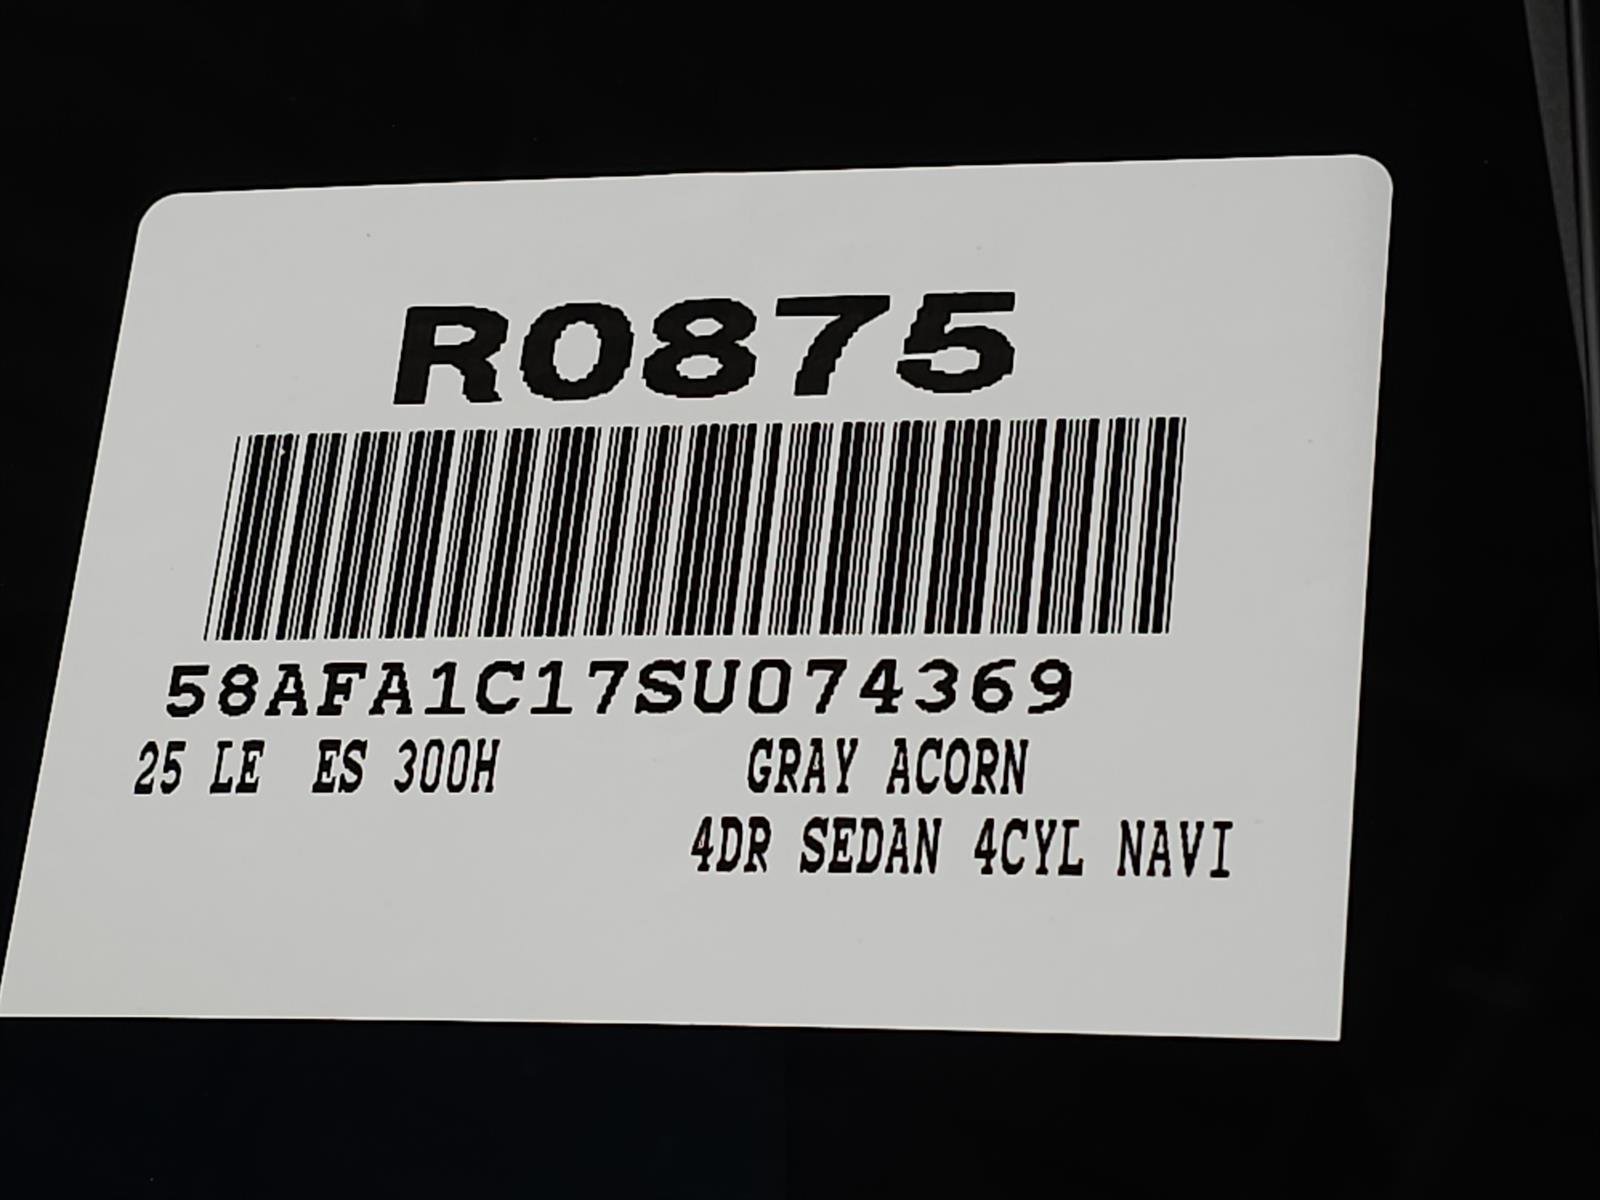 R0875
58AFA1C17SU074369
25 LE ES 300H GRAY ACORN
4DR SEDAN 4CYL NAVI